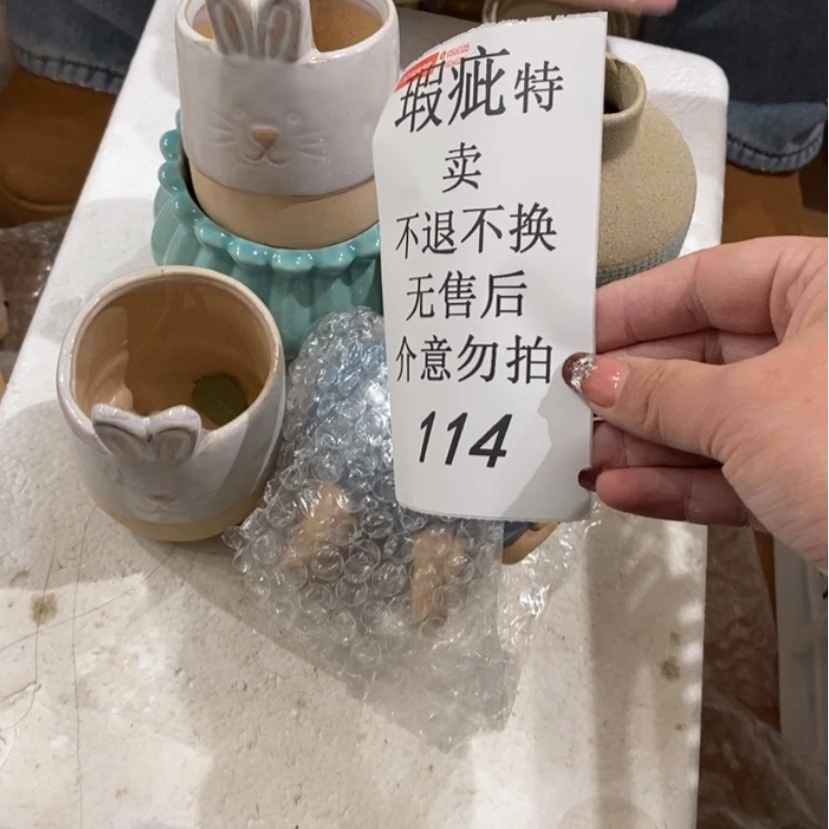 瑕疵特
卖
不退不换
无售后
介意勿拍
114